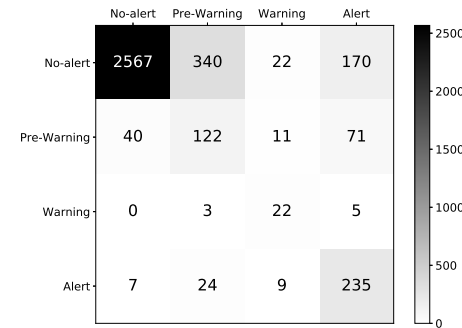 No-alert Pre-Warning Warning Alert
No-alert 2567 340 22 170
Pre-Warning 40 122 11 71
Warning 0 3 22 5
Alert 7 24 9 235
2500
2000
1500
1000
500
0